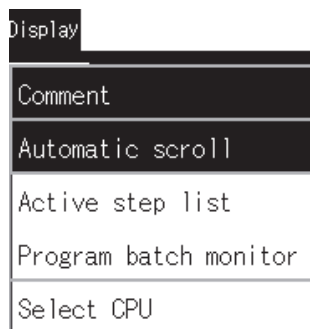 Display
Comment
Automatic scroll
Active step list
Program batch monitor
Select CPU